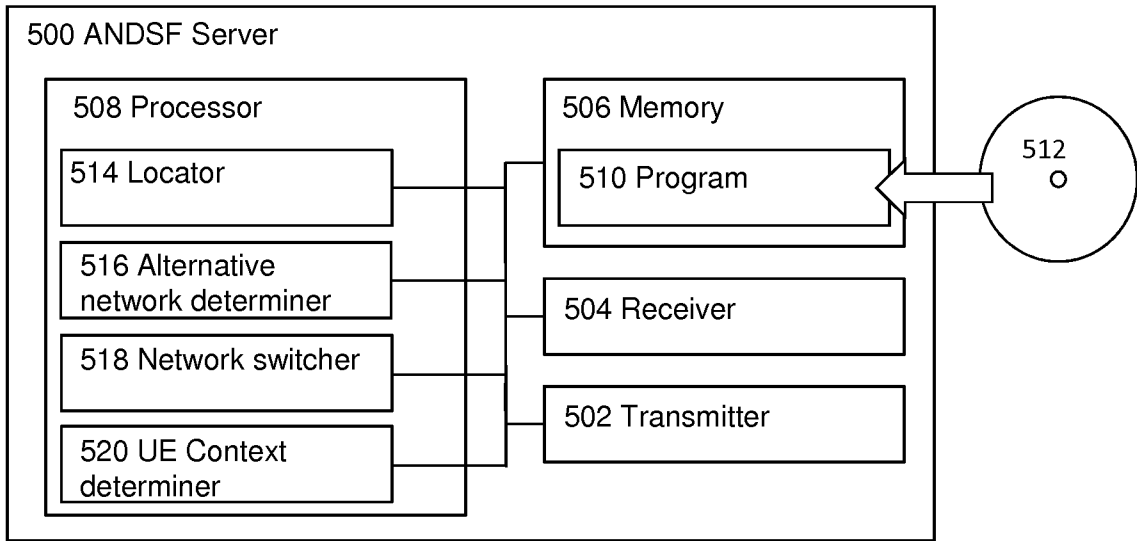 500 ANDSF Server
508 Processor
514 Locator
516 Alternative
network determiner
518 Network switcher
520 UE Context
determiner
506 Memory
510 Program
504 Receiver
502 Transmitter
512